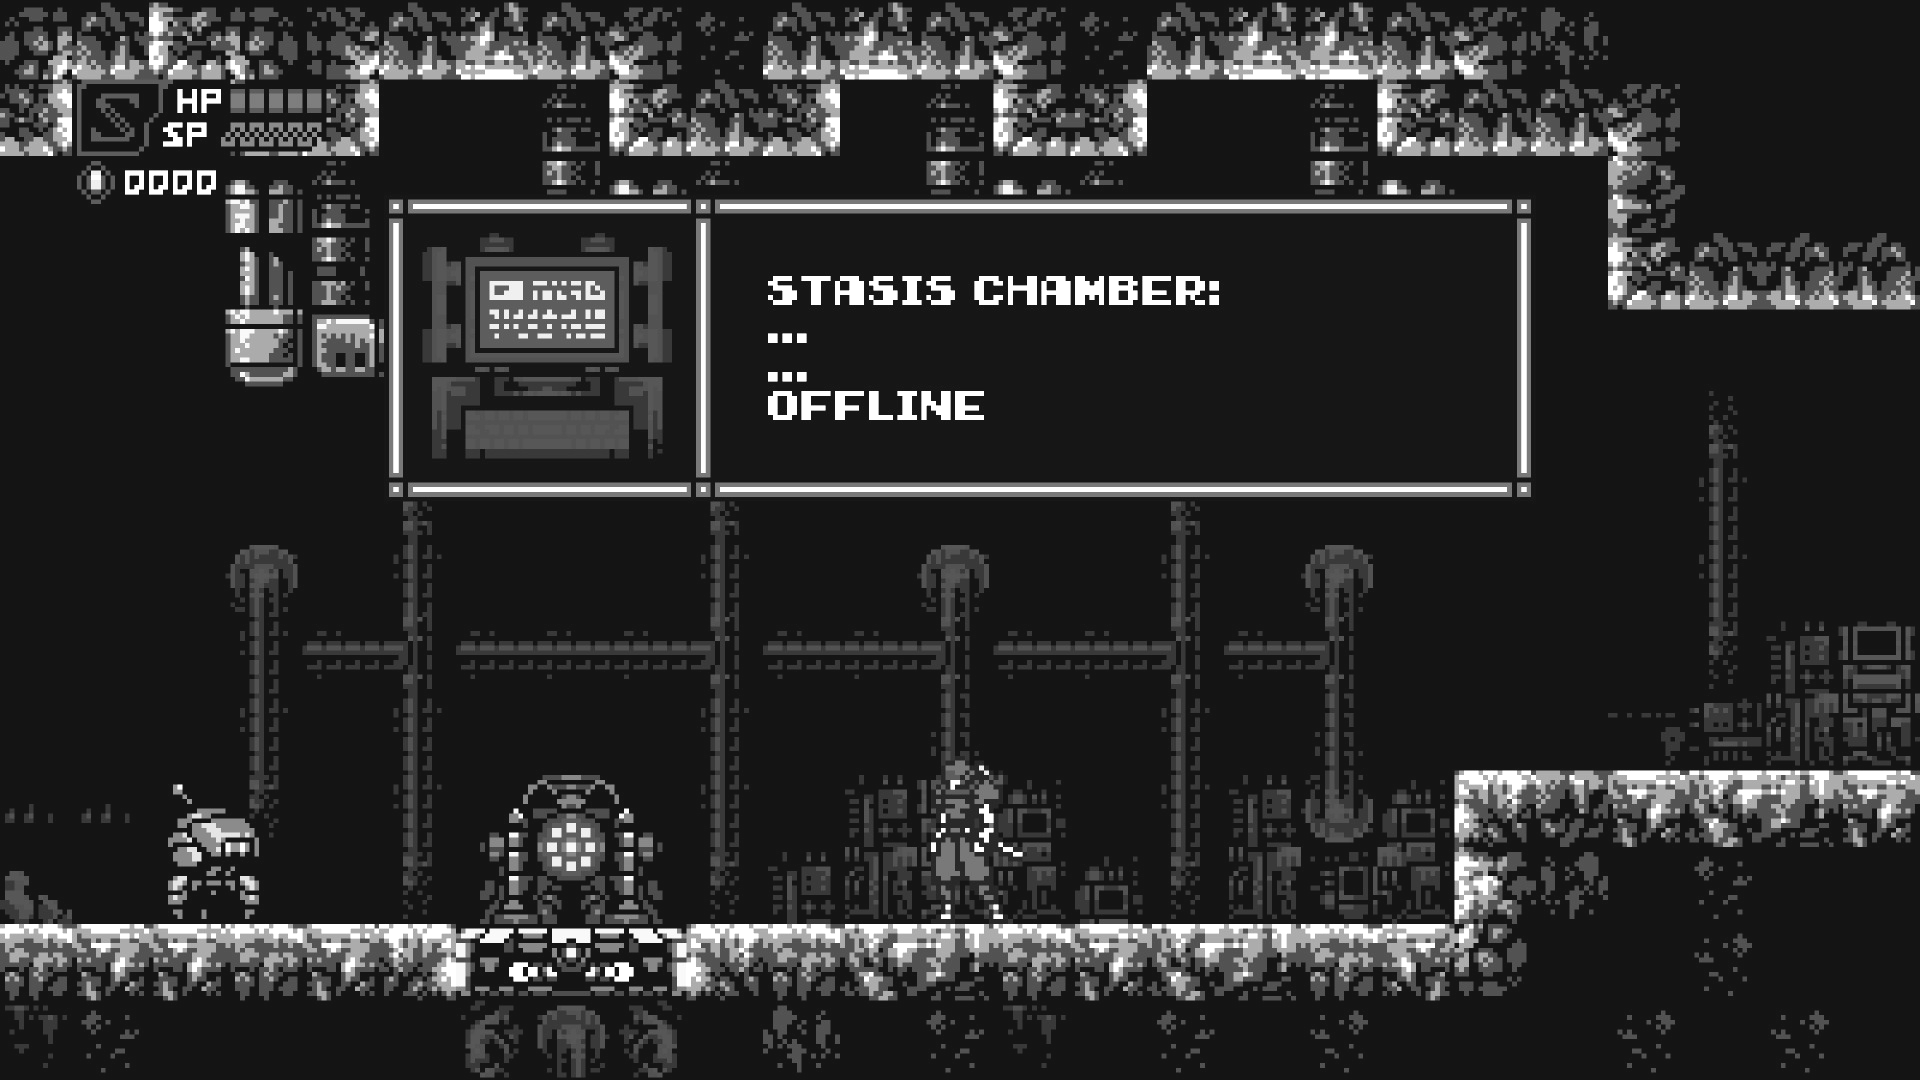 HP
SP
0000
STASIS CHAMBER:
...
...
OFFLINE